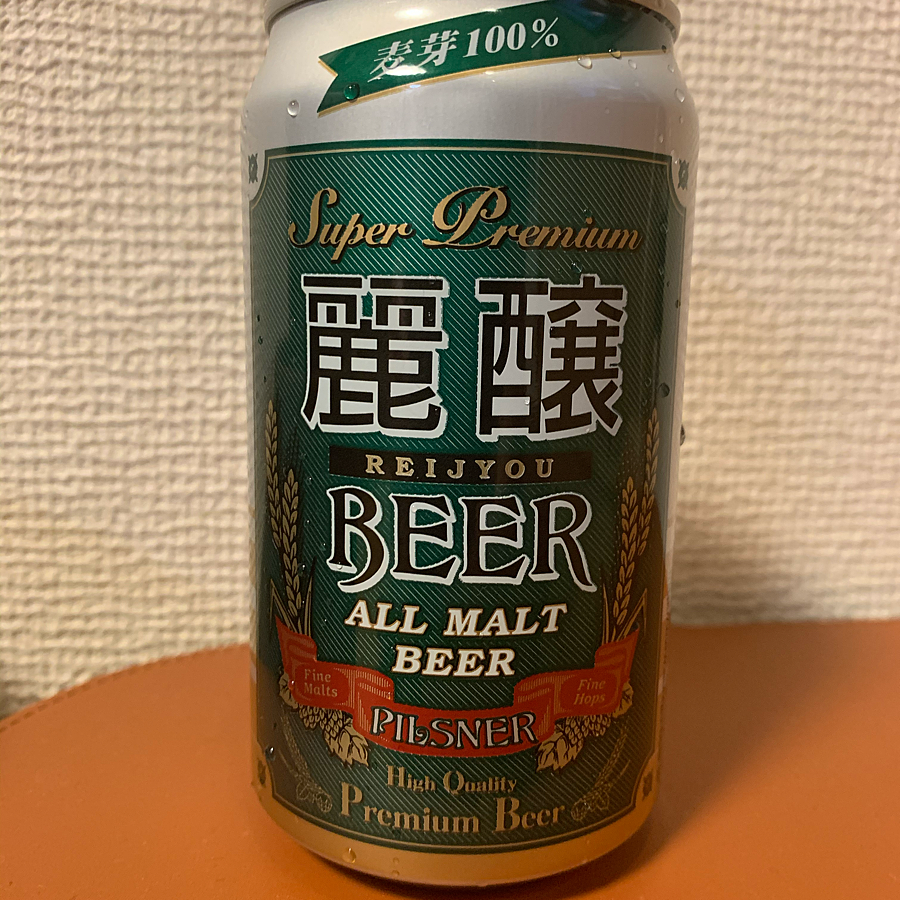 麦芽100%
Super Premium
麗醸
REIJYOU
BEER
ALL MALT
BEER
Fine
Malts
Fine
Hops
PILSNER
High Quality
Premium Beer